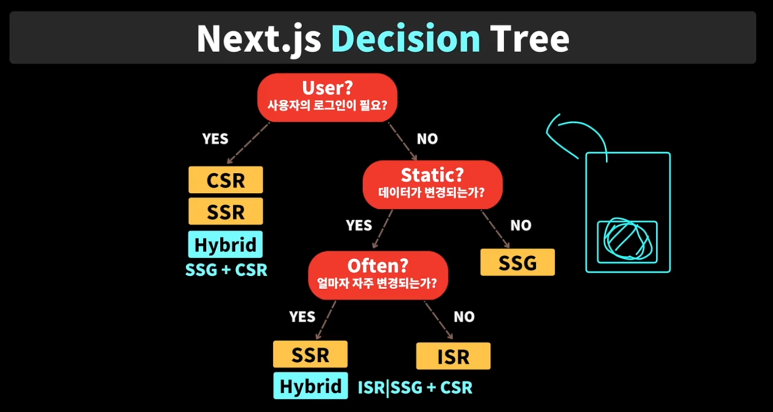 Next.js Decision Tree
User?
사용자의 로그인이 필요?
YES
NO
CSR
SSR
Hybrid
SSG + CSR
Static?
데이터가 변경되는가?
YES
NO
SSG
Often?
얼마자 자주 변경되는가?
YES
NO
SSR
ISR
Hybrid
ISR|SSG + CSR